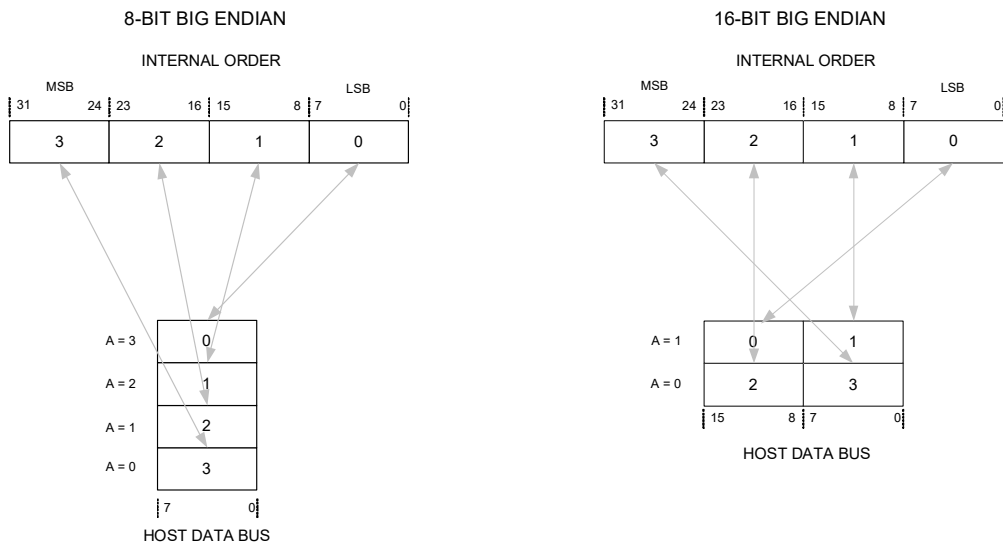 8-BIT BIG ENDIAN
INTERNAL ORDER
MSB LSB
31 24 23 16 15 8 7 0
3 2 1 0
A = 3 0
A = 2 1
A = 1 2
A = 0 3
7 0
HOST DATA BUS
16-BIT BIG ENDIAN
INTERNAL ORDER
MSB LSB
31 24 23 16 15 8 7 0
3 2 1 0
A = 1 0 1
A = 0 2 3
15 8 7 0
HOST DATA BUS